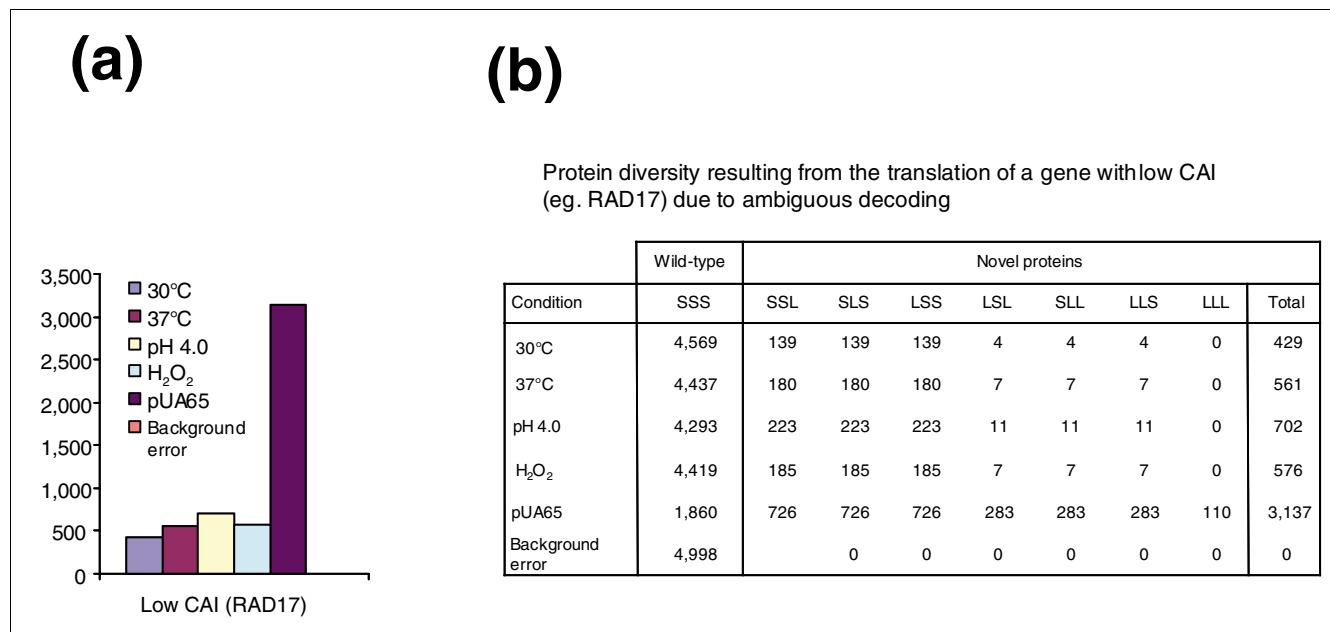 (a)
3,500
3,000
2,500
2,000
1,500
1,000
500
0
30°C
37°C
pH 4.0
H₂O₂
pUA65
Background
error
Low CAI (RAD17)
(b)
Protein diversity resulting from the translation of a gene withlow CAI
(eg. RAD17) due to ambiguous decoding
Wild-type Novel proteins
Condition SSS SSL SLS LSS LSL SLL LLS LLL Total
30°C 4,569 139 139 139 4 4 4 0 429
37°C 4,437 180 180 180 7 7 7 0 561
pH 4.0 4,293 223 223 223 11 11 11 0 702
H₂O₂ 4,419 185 185 185 7 7 7 0 576
pUA65 1,860 726 726 726 283 283 283 110 3,137
Background
error 4,998 0 0 0 0 0 0 0